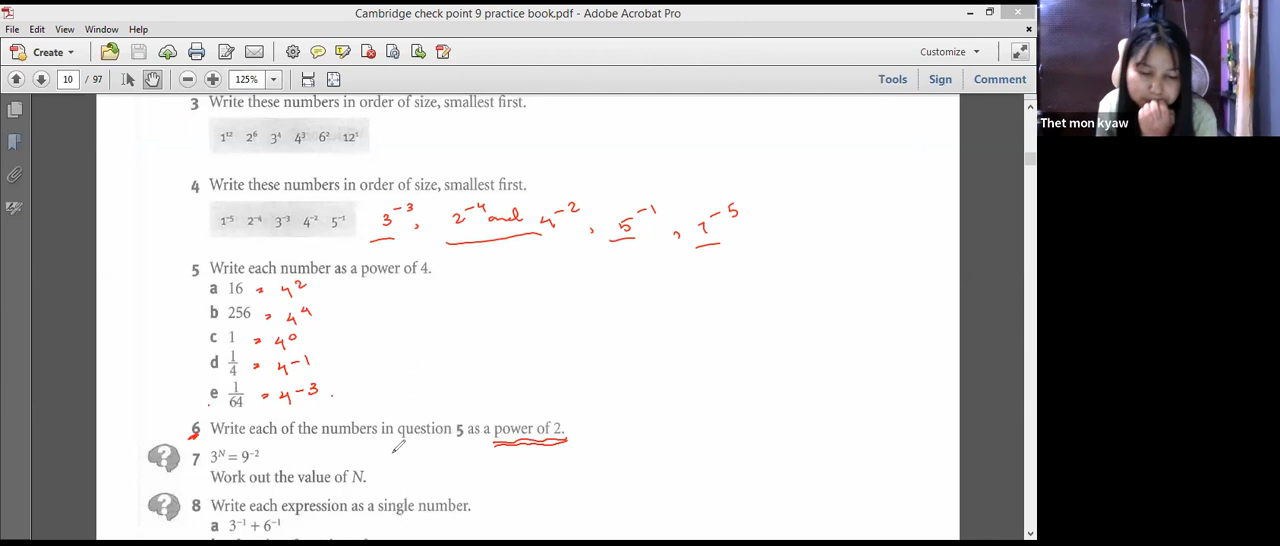 Cambridge check point 9 practice book.pdf - Adobe Acrobat Pro
File Edit View Window Help
Create
Customize
10 / 97
125%
Tools Sign Comment
Thet mon kyaw
3 Write these numbers in order of size, smallest first.
1¹² 2⁶ 3⁴ 4³ 6² 12¹
4 Write these numbers in order of size, smallest first.
1⁻⁵ 2⁻⁴ 3⁻³ 4⁻² 5⁻¹
3⁻³, 2⁻⁴ and 4⁻², 5⁻¹, 1⁻⁵
5 Write each number as a power of 4.
a 16 = 4²
b 256 = 4⁴
c 1 = 4⁰
d 1/4 = 4⁻¹
e 1/64 = 4⁻³.
6 Write each of the numbers in question 5 as a power of 2.
7 3ᴺ = 9⁻²
Work out the value of N.
8 Write each expression as a single number.
a 3⁻¹ + 6⁻¹